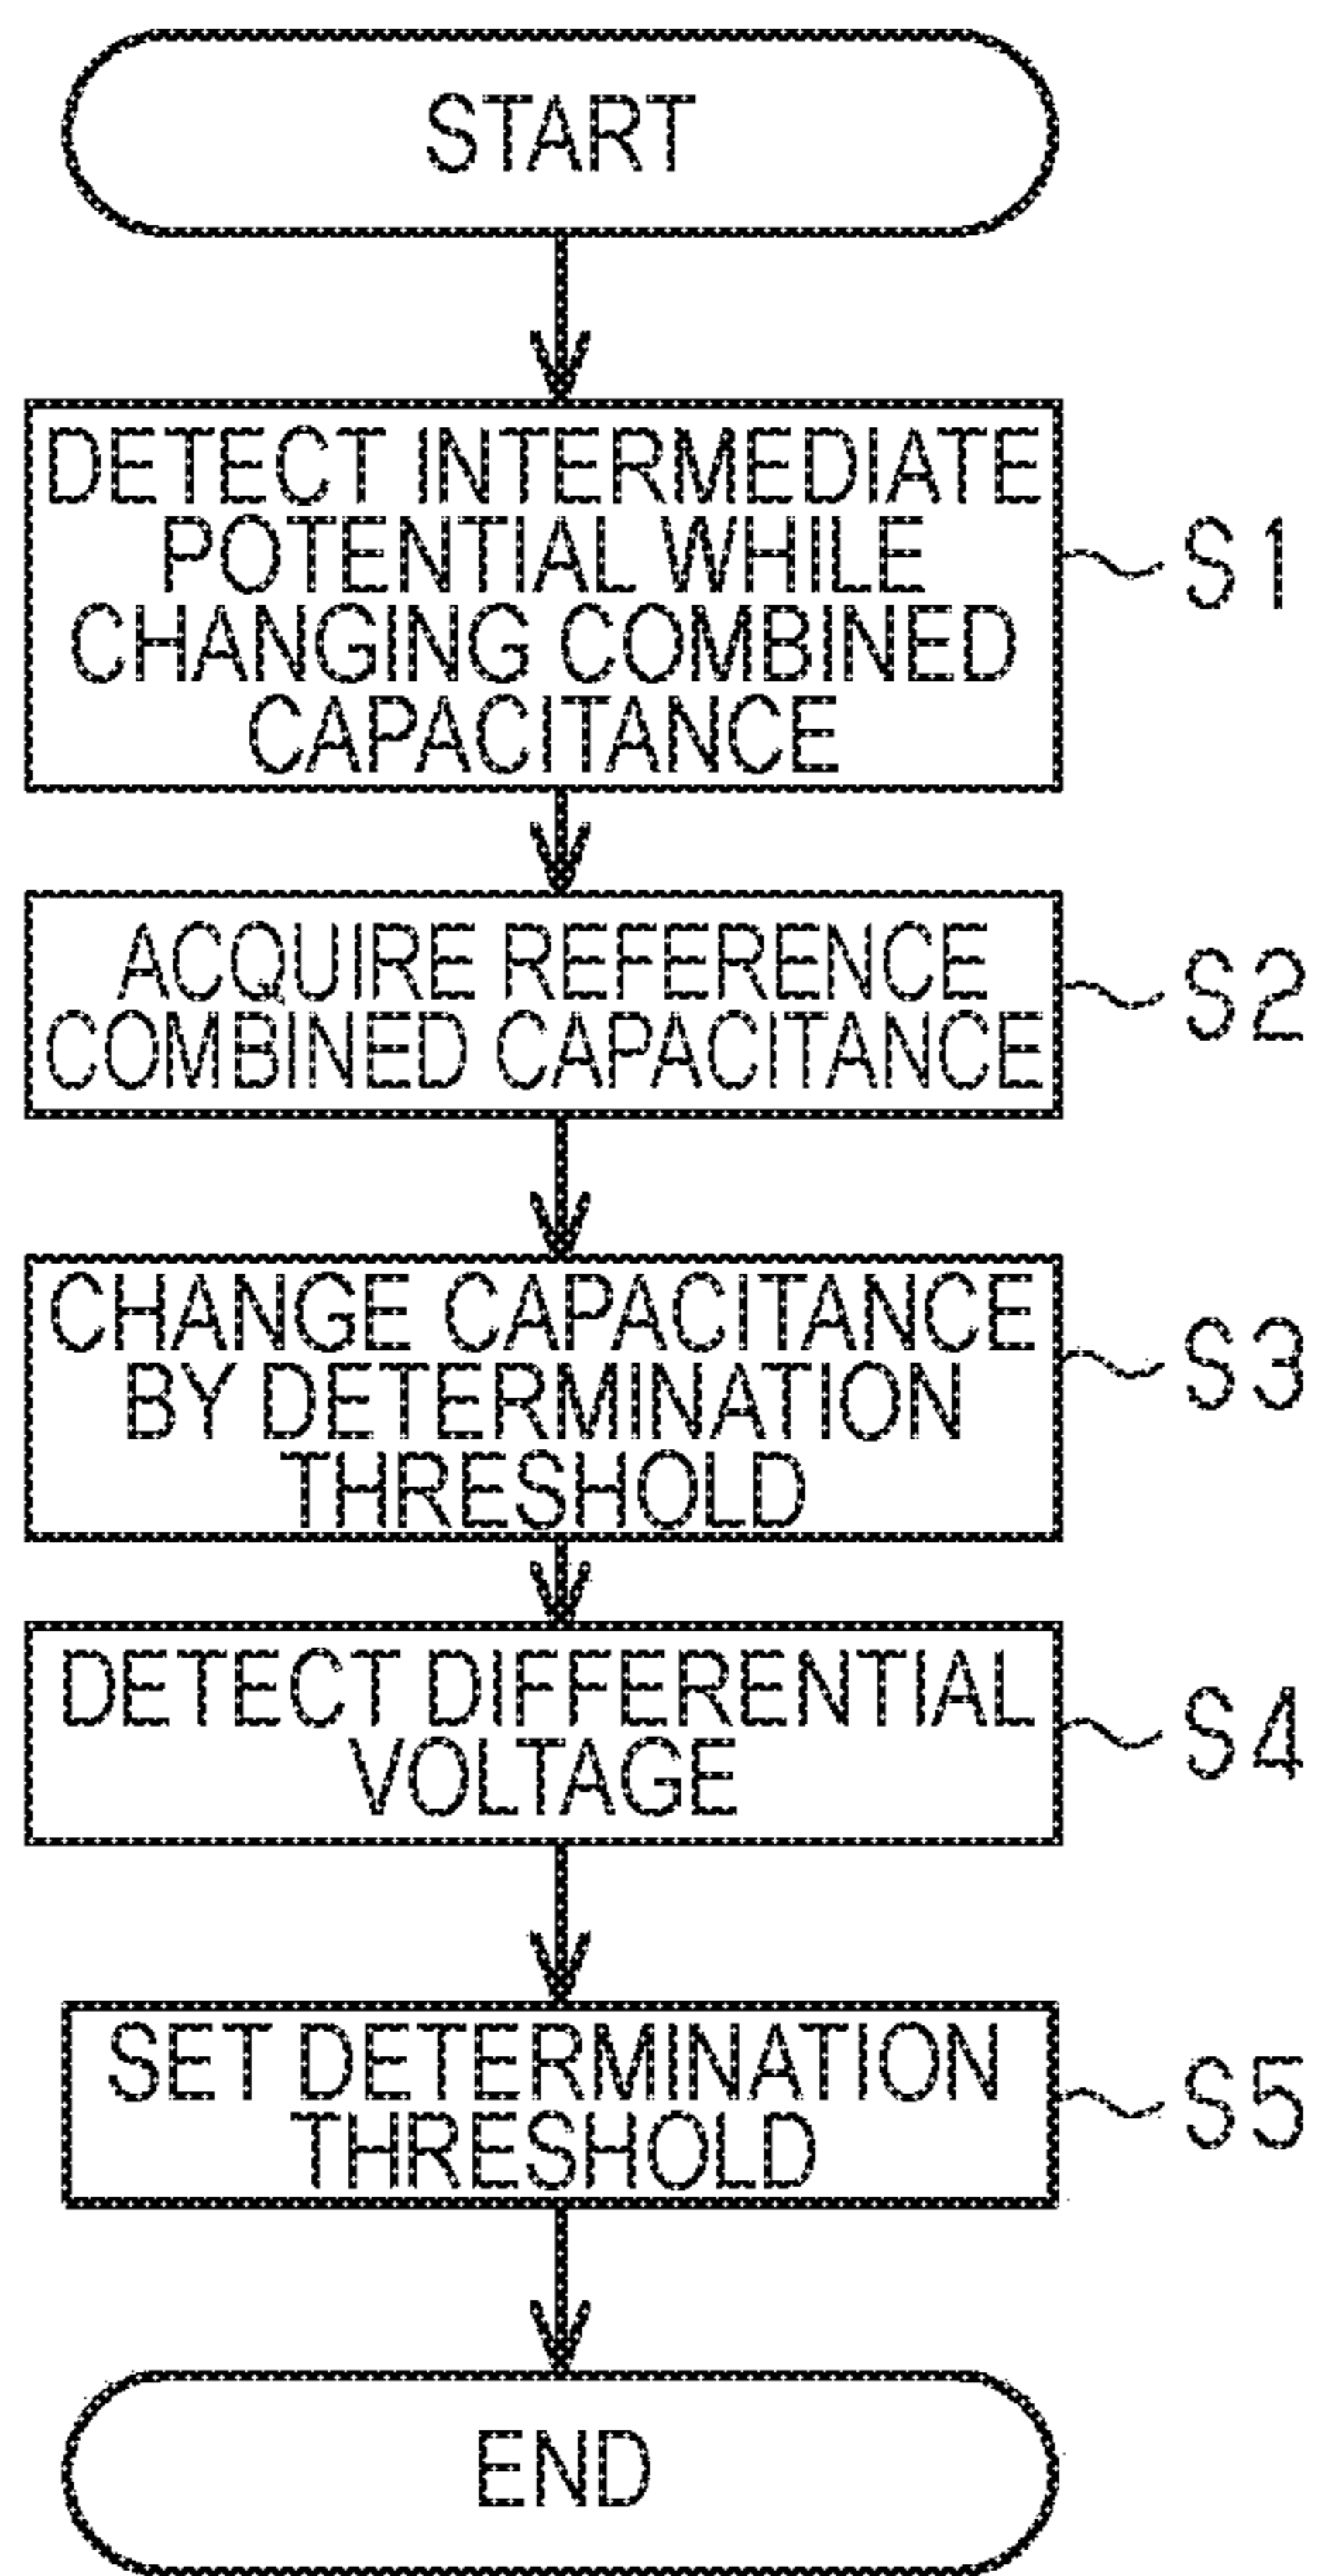 START
DETECT INTERMEDIATE
POTENTIAL WHILE
CHANGING COMBINED
CAPACITANCE
S1
ACQUIRE REFERENCE
COMBINED CAPACITANCE
S2
CHANGE CAPACITANCE
BY DETERMINATION
THRESHOLD
S3
DETECT DIFFERENTIAL
VOLTAGE
S4
SET DETERMINATION
THRESHOLD
S5
END